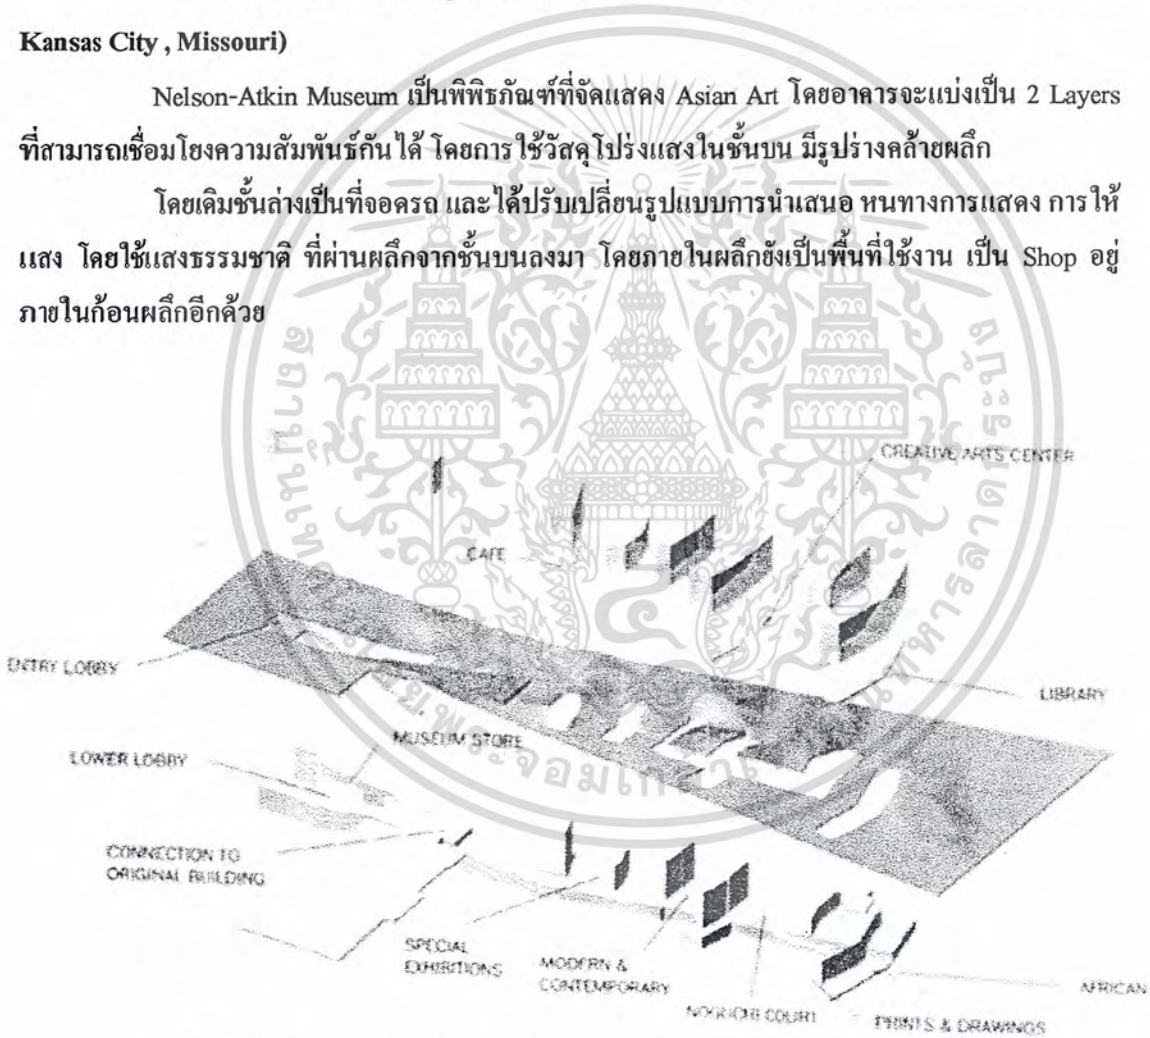 Kansas City , Missouri)
Nelson-Atkin Museum เป็นพิพิธภัณฑ์ที่จัดแสดง Asian Art โดยอาคารจะแบ่งเป็น 2 Layers
ที่สามารถเชื่อมโยงความสัมพันธ์กันได้ โดยการใช้วัสดุโปร่งแสงในชั้นบน มีรูปร่างคล้ายผลึก
โดยเดิมชั้นล่างเป็นที่จอดรถ และได้ปรับเปลี่ยนรูปแบบการนำเสนอ หนทางการแสดง การให้
แสง โดยใช้แสงธรรมชาติ ที่ผ่านผลึกจากชั้นบนลงมา โดยภายในผลึกยังเป็นพื้นที่ใช้งาน เป็น Shop อยู่
ภายในก้อนผลึกอีกด้วย
CREATIVE ARTS CENTER
CAFE
ENTRY LOBBY
LIBRARY
MUSEUM STORE
LOWER LOBBY
CONNECTION TO
ORIGINAL BUILDING
SPECIAL
EXHIBITIONS
MODERN &
CONTEMPORARY
NOGUCHI COURT
AFRICAN
PRINTS & DRAWINGS